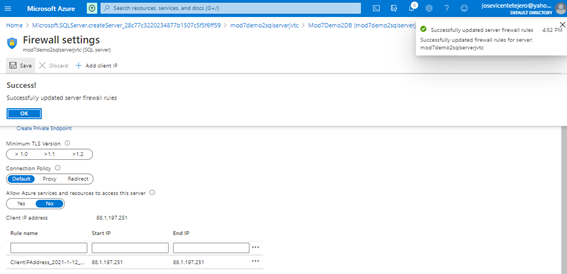 Microsoft Azure
Search resources, services, and docs (G+/)
josevicentetejero@yaho...
DEFAULT DIRECTORY
Home > Microsoft.SQLServer.createServer_28c77c3220234877b1507c5f5f6ff59 > mod7demo2sqlserverjvtc > Mod7Demo2DB (mod7demo2sqlserverj
Firewall settings
mod7demo2sqlserverjvtc (SQL server)
Successfully updated server firewall rules 4:52 PM
Successfully updated firewall rules for server:
mod7demo2sqlserverjvtc
Save Discard Add client IP
Success!
Successfully updated server firewall rules
OK
Create Private Endpoint
Minimum TLS Version
> 1.0 >1.1 >1.2
Connection Policy
Default Proxy Redirect
Allow Azure services and resources to access this server
Yes No
Client IP address 88.1.197.251
Rule name Start IP End IP
ClientIPAddress_2021-1-12_... 88.1.197.251 88.1.197.251